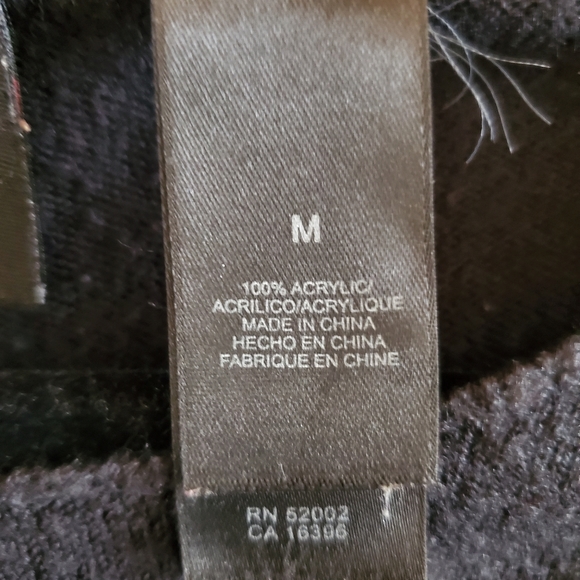 M
100% ACRYLIC/
ACRILICO/ACRYLIQUE
MADE IN CHINA
HECHO EN CHINA
FABRIQUE EN CHINE
RN 52002
CA 16396